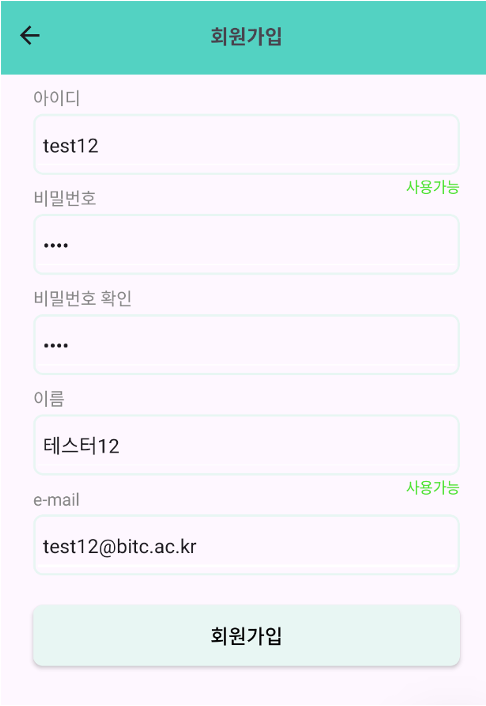 회원가입
아이디
test12
사용가능
비밀번호
••••
비밀번호 확인
••••
이름
테스터12
사용가능
e-mail
test12@bitc.ac.kr
회원가입